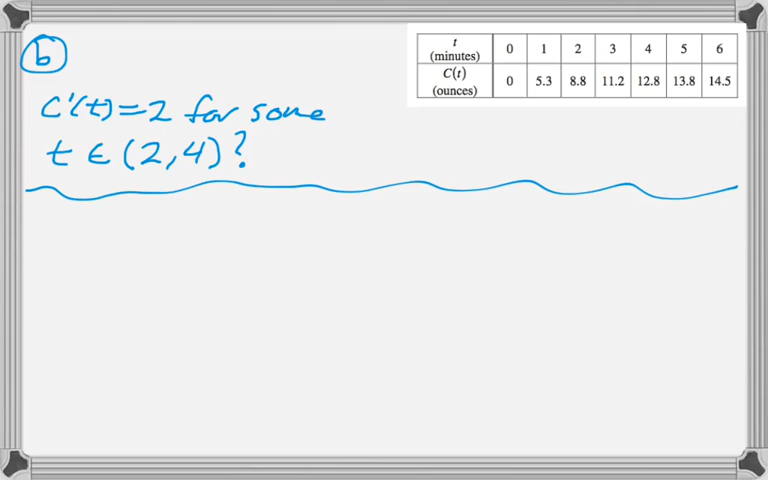 b
C'(t)=2 for some
t ∈ (2,4)?
t (minutes) 0 1 2 3 4 5 6
C(t) (ounces) 0 5.3 8.8 11.2 12.8 13.8 14.5